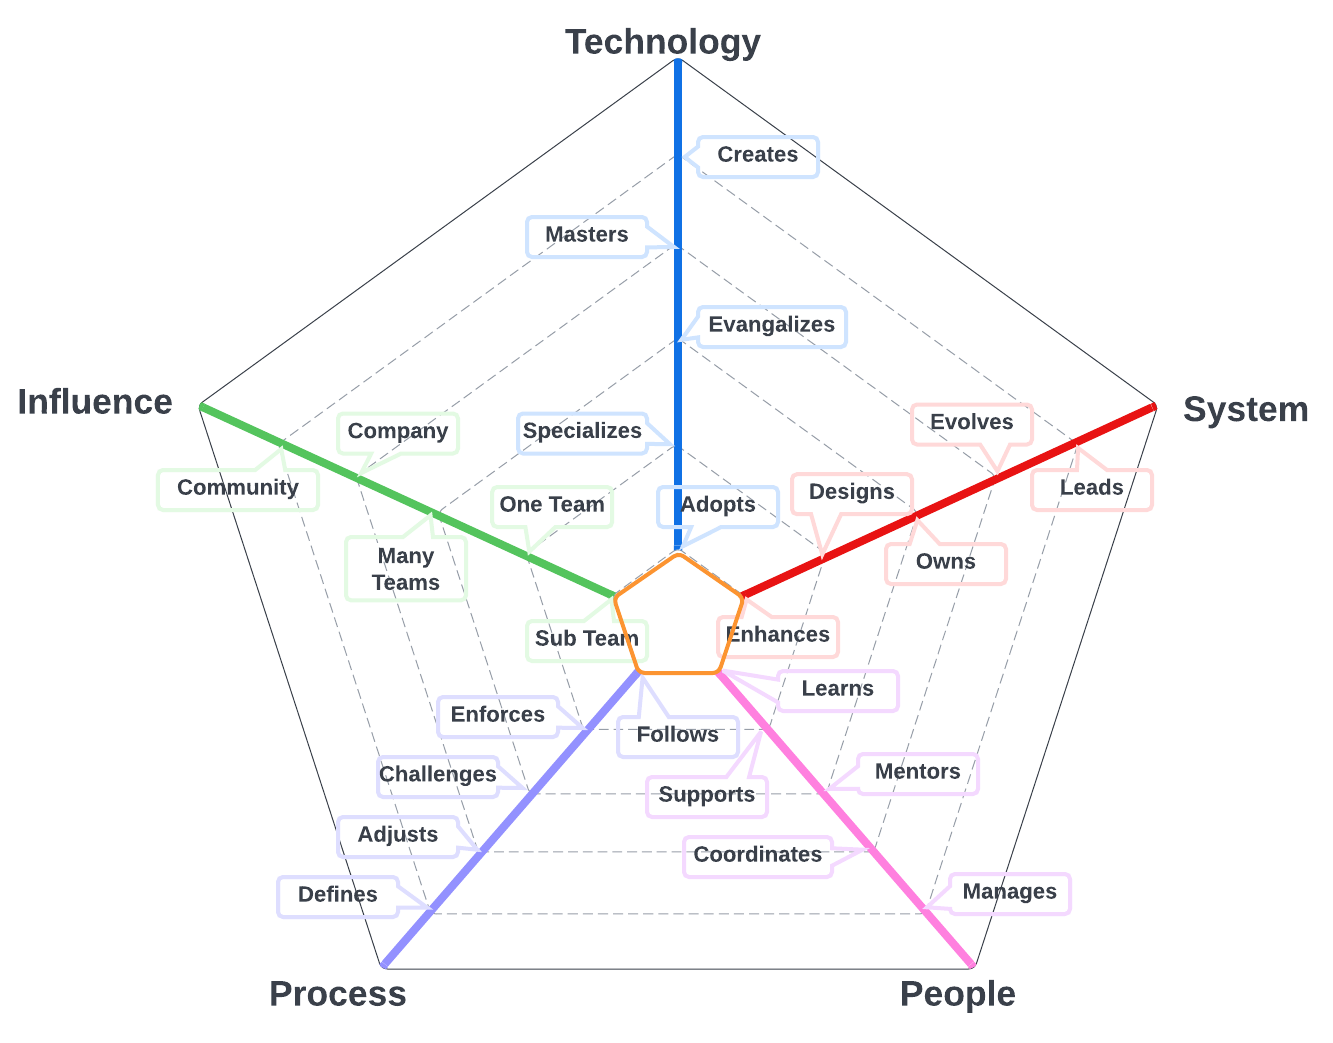 Technology
Creates
Masters
Evangalizes
Influence
System
Company
Specializes
Evolves
Community
One Team
Adopts
Designs
Leads
Many
Teams
Owns
Sub Team
Enhances
Learns
Enforces
Follows
Challenges
Mentors
Supports
Adjusts
Coordinates
Defines
Manages
Process
People